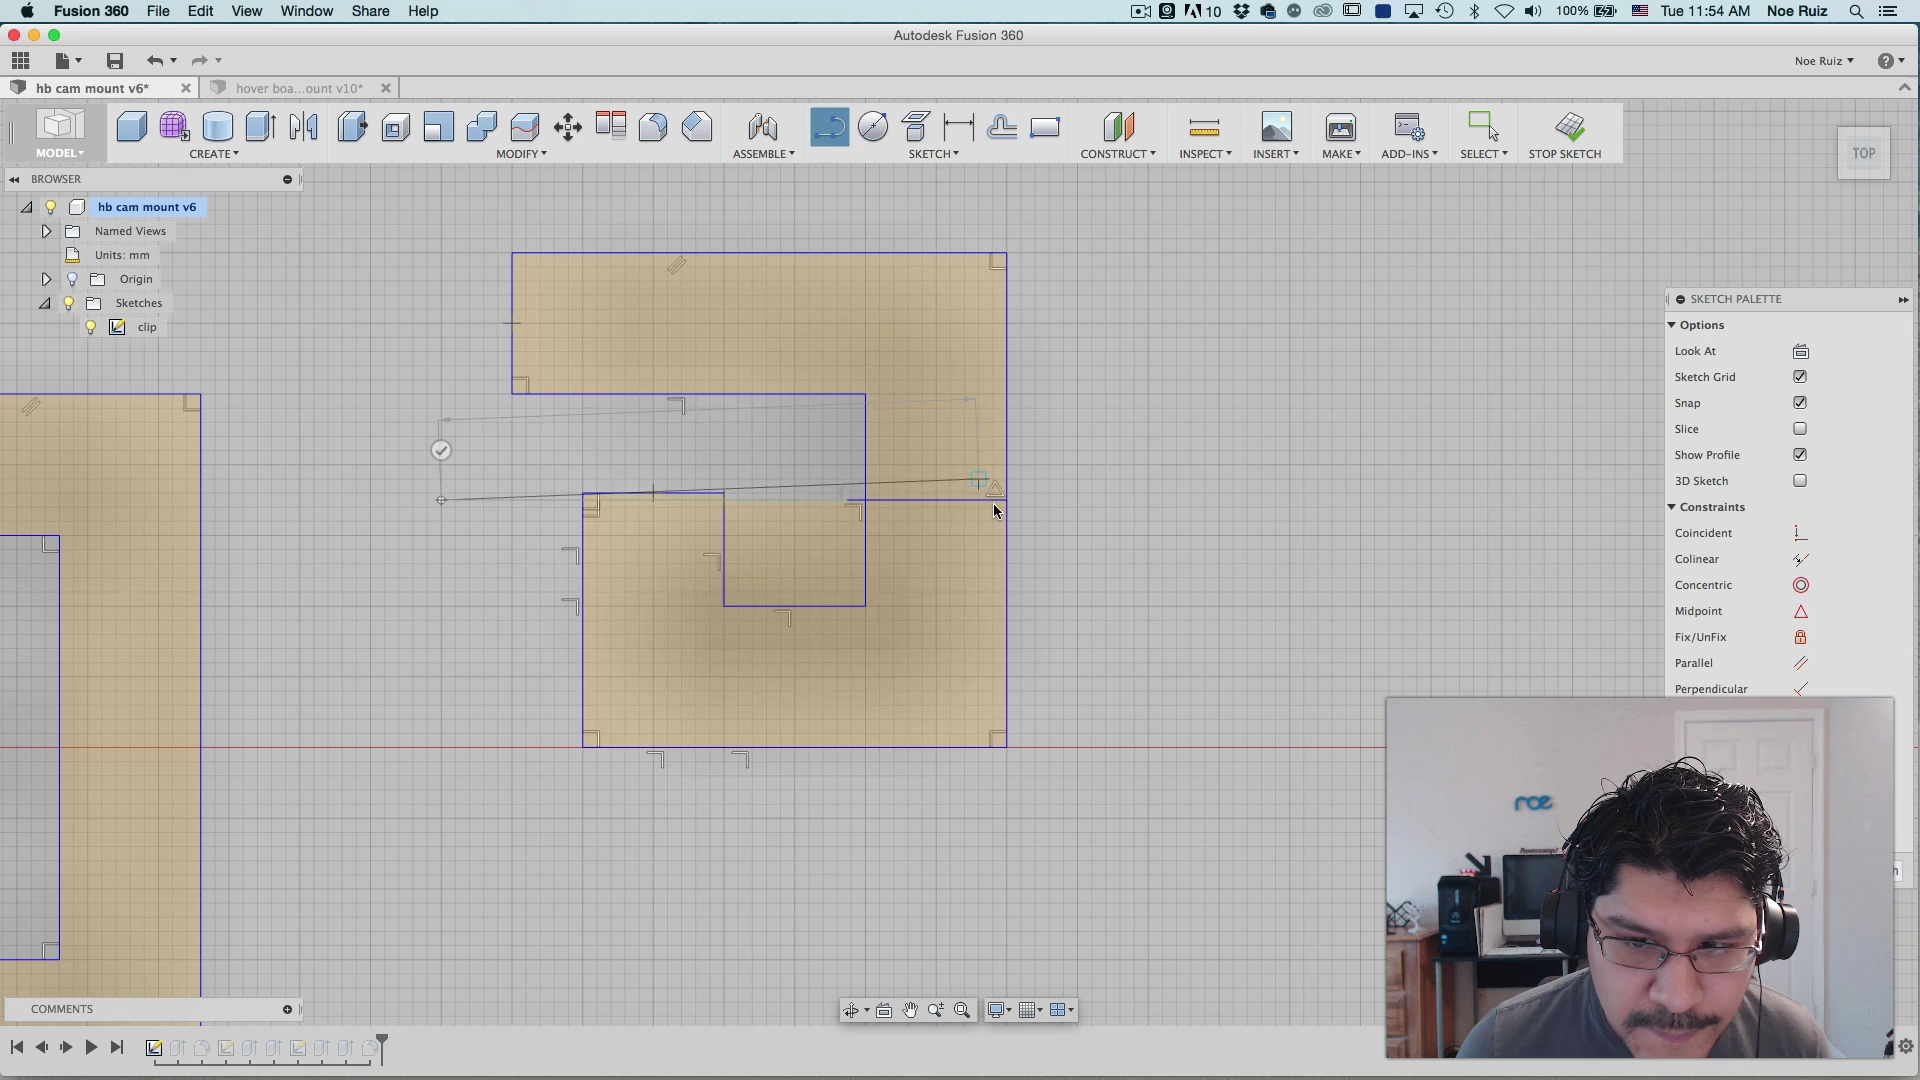 Fusion 360 File Edit View Window Share Help 10 100% Tue 11:54 AM Noe Ruiz
Autodesk Fusion 360
Noe Ruiz
hb cam mount v6* hover boa...ount v10*
MODEL CREATE MODIFY ASSEMBLE SKETCH CONSTRUCT INSPECT INSERT MAKE ADD-INS SELECT STOP SKETCH
TOP
BROWSER
hb cam mount v6
Named Views
Units: mm
Origin
Sketches
clip
SKETCH PALETTE
Options
Look At
Sketch Grid
Snap
Slice
Show Profile
3D Sketch
Constraints
Coincident
Colinear
Concentric
Midpoint
Fix/UnFix
Parallel
Perpendicular
noe
COMMENTS